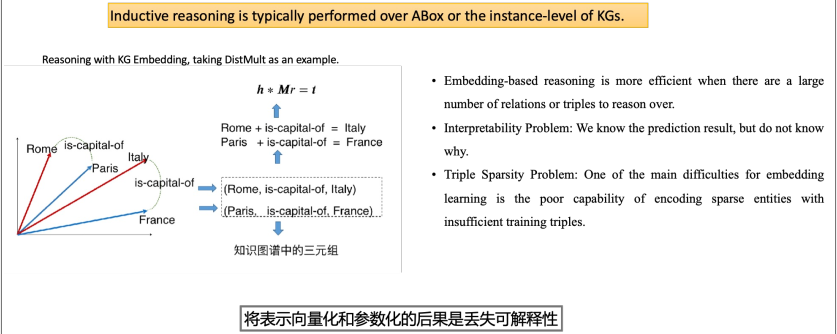 Inductive reasoning is typically performed over ABox or the instance-level of KGs.
Reasoning with KG Embedding, taking DistMult as an example.
h * Mr = t
Rome + is-capital-of = Italy
Paris + is-capital-of = France
Rome
is-capital-of
Italy
Paris
is-capital-of
France
(Rome, is-capital-of, Italy)
(Paris, is-capital-of, France)
知识图谱中的三元组
• Embedding-based reasoning is more efficient when there are a large
number of relations or triples to reason over.
• Interpretability Problem: We know the prediction result, but do not know
why.
• Triple Sparsity Problem: One of the main difficulties for embedding
learning is the poor capability of encoding sparse entities with
insufficient training triples.
将表示向量化和参数化的后果是丢失可解释性